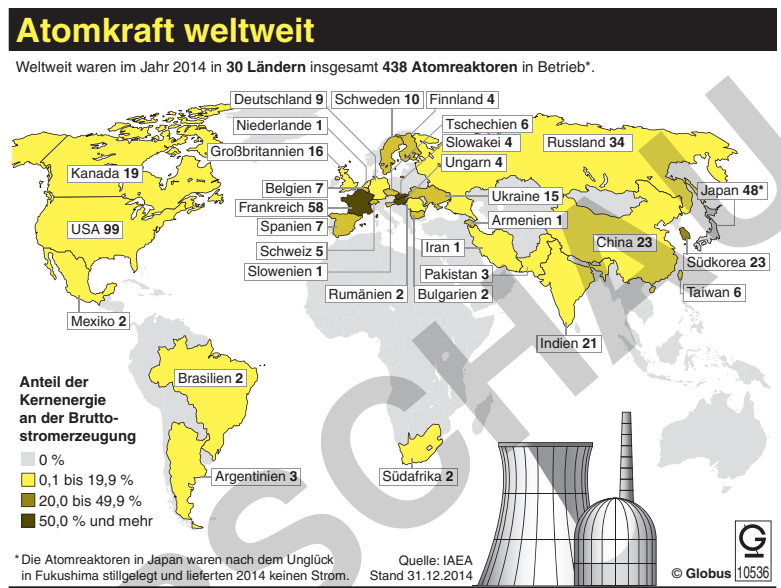 Atomkraft weltweit
Weltweit waren im Jahr 2014 in 30 Ländern insgesamt 438 Atomreaktoren in Betrieb*.
Deutschland 9
Schweden 10
Finnland 4
Niederlande 1
Tschechien 6
Großbritannien 16
Slowakei 4
Russland 34
Ungarn 4
Kanada 19
Belgien 7
Ukraine 15
Japan 48*
Frankreich 58
Armenien 1
USA 99
Spanien 7
Iran 1
China 23
Schweiz 5
Südkorea 23
Slowenien 1
Pakistan 3
Rumänien 2
Bulgarien 2
Taiwan 6
Mexiko 2
Indien 21
Brasilien 2
Argentinien 3
Südafrika 2
Anteil der
Kernenergie
an der Brutto-
stromerzeugung
0 %
0,1 bis 19,9 %
20,0 bis 49,9 %
50,0 % und mehr
*Die Atomreaktoren in Japan waren nach dem Unglück
in Fukushima stillgelegt und lieferten 2014 keinen Strom.
Quelle: IAEA
Stand 31.12.2014
© Globus
G
10536